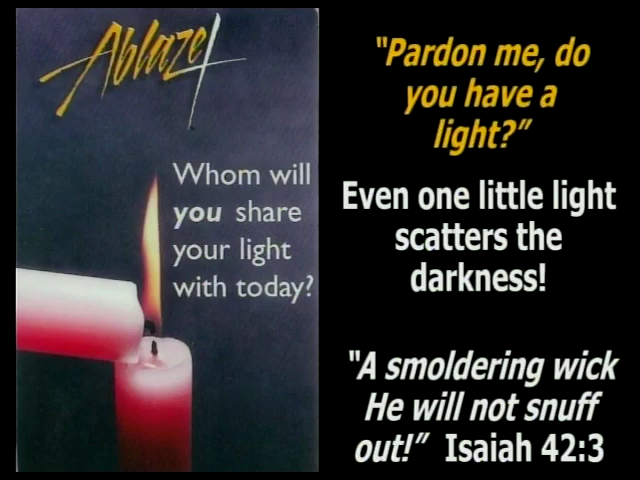 Ablaze!
Whom will
you share
your light
with today?
“Pardon me, do
you have a
light?”
Even one little light
scatters the
darkness!
“A smoldering wick
He will not snuff
out!” Isaiah 42:3